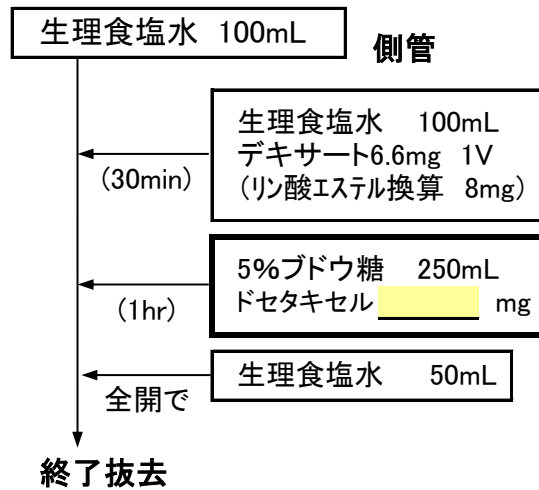 生理食塩水 100mL
側管
生理食塩水 100mL
デキサート6.6mg 1V
(リン酸エステル換算 8mg)
(30min)
5%ブドウ糖 250mL
ドセタキセル mg
(1hr)
生理食塩水 50mL
全開で
終了抜去